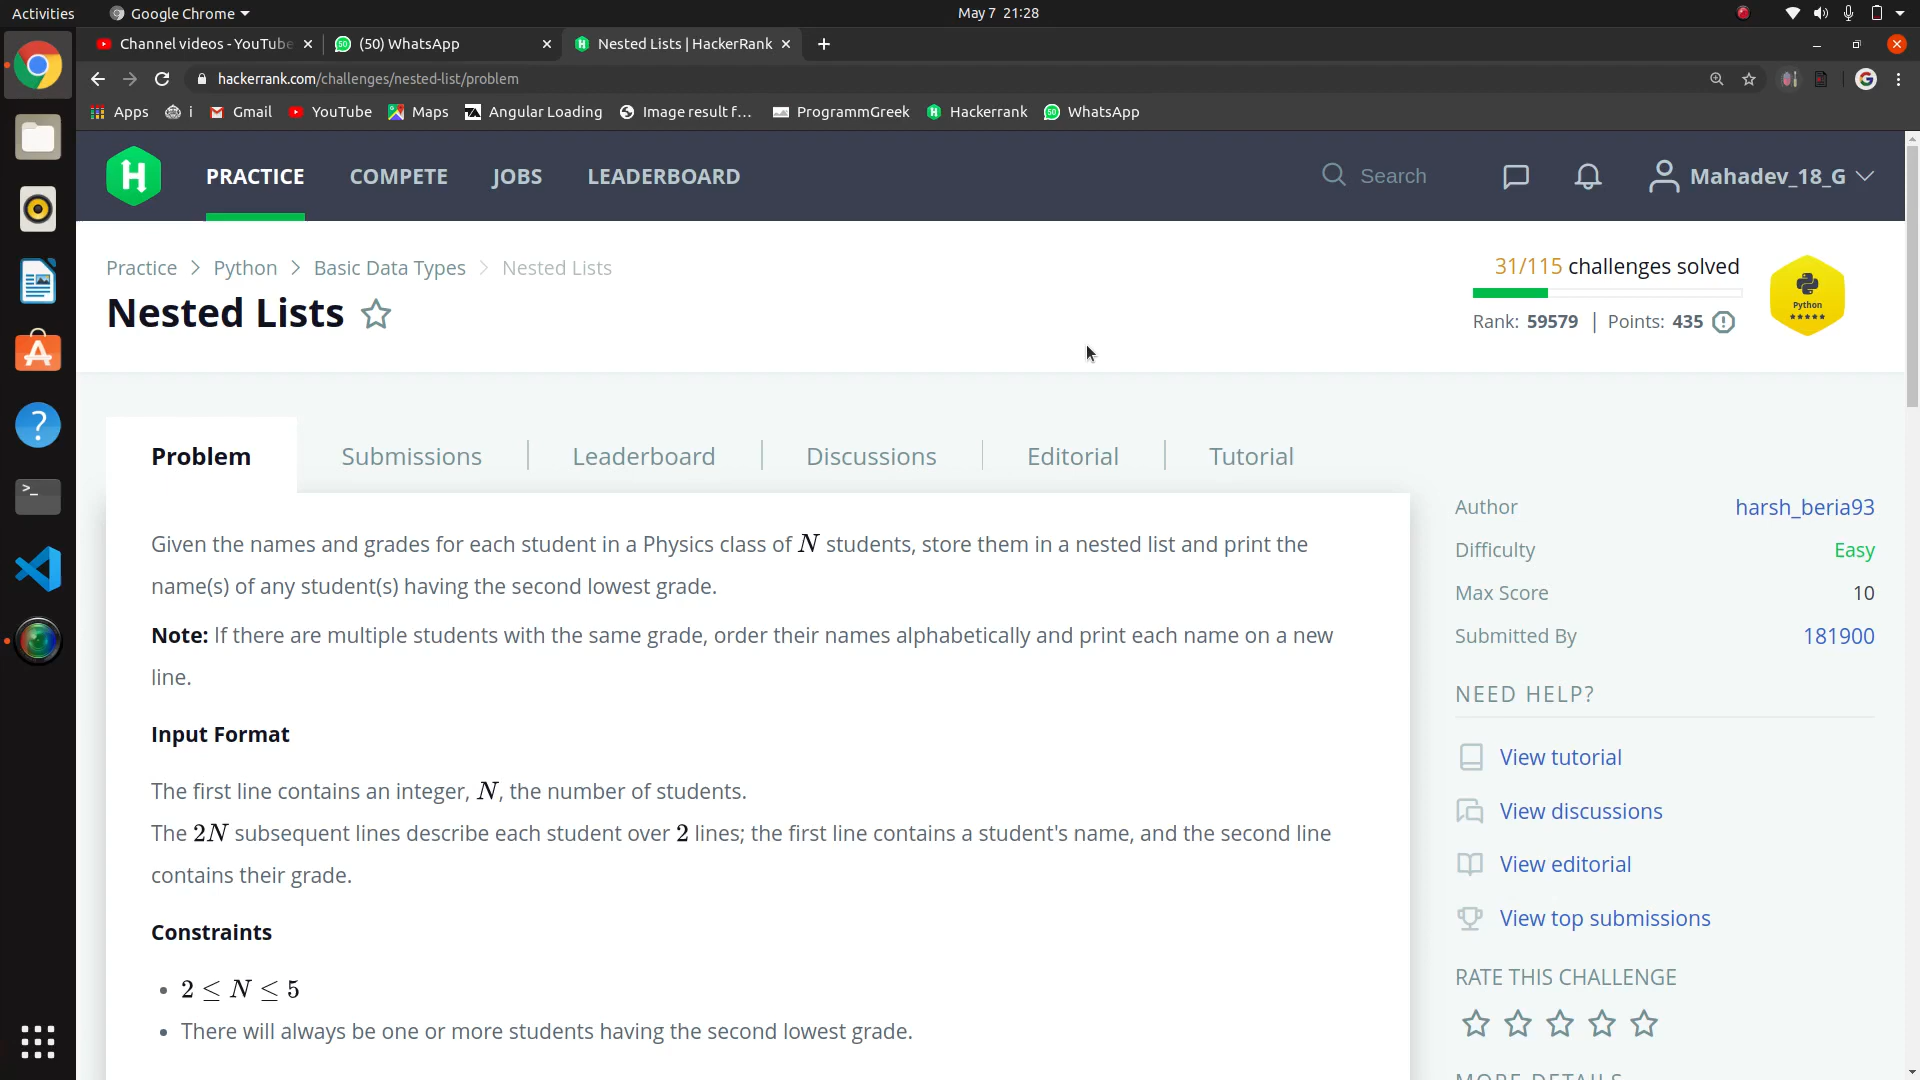 Activities
Google Chrome
May 7 21:28
Channel videos - YouTube
(50) WhatsApp
Nested Lists | HackerRank
hackerrank.com/challenges/nested-list/problem
Apps
i
Gmail
YouTube
Maps
Angular Loading
Image result f...
ProgrammGreek
Hackerrank
WhatsApp
PRACTICE
COMPETE
JOBS
LEADERBOARD
Search
Mahadev_18_G
Practice > Python > Basic Data Types > Nested Lists
Nested Lists
31/115 challenges solved
Rank: 59579 | Points: 435
Python
Problem
Submissions
Leaderboard
Discussions
Editorial
Tutorial
Given the names and grades for each student in a Physics class of N students, store them in a nested list and print the
name(s) of any student(s) having the second lowest grade.
Note: If there are multiple students with the same grade, order their names alphabetically and print each name on a new
line.
Input Format
The first line contains an integer, N, the number of students.
The 2N subsequent lines describe each student over 2 lines; the first line contains a student's name, and the second line
contains their grade.
Constraints
• 2 ≤ N ≤ 5
• There will always be one or more students having the second lowest grade.
Author harsh_beria93
Difficulty Easy
Max Score 10
Submitted By 181900
NEED HELP?
View tutorial
View discussions
View editorial
View top submissions
RATE THIS CHALLENGE
MORE DETAILS